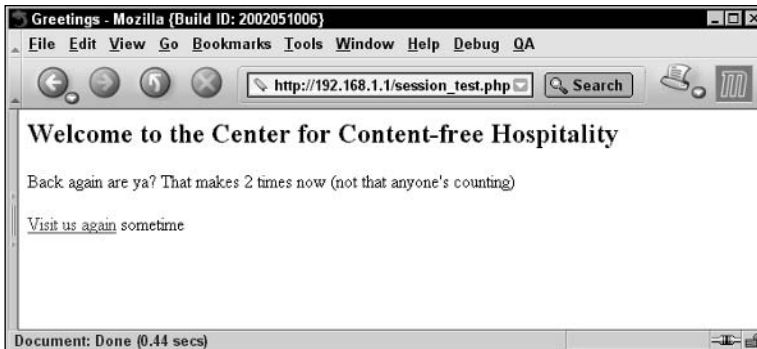 Greetings - Mozilla {Build ID: 2002051006}
File Edit View Go Bookmarks Tools Window Help Debug QA
http://192.168.1.1/session_test.php Search
Welcome to the Center for Content-free Hospitality
Back again are ya? That makes 2 times now (not that anyone's counting)
Visit us again sometime
Document: Done (0.44 secs)